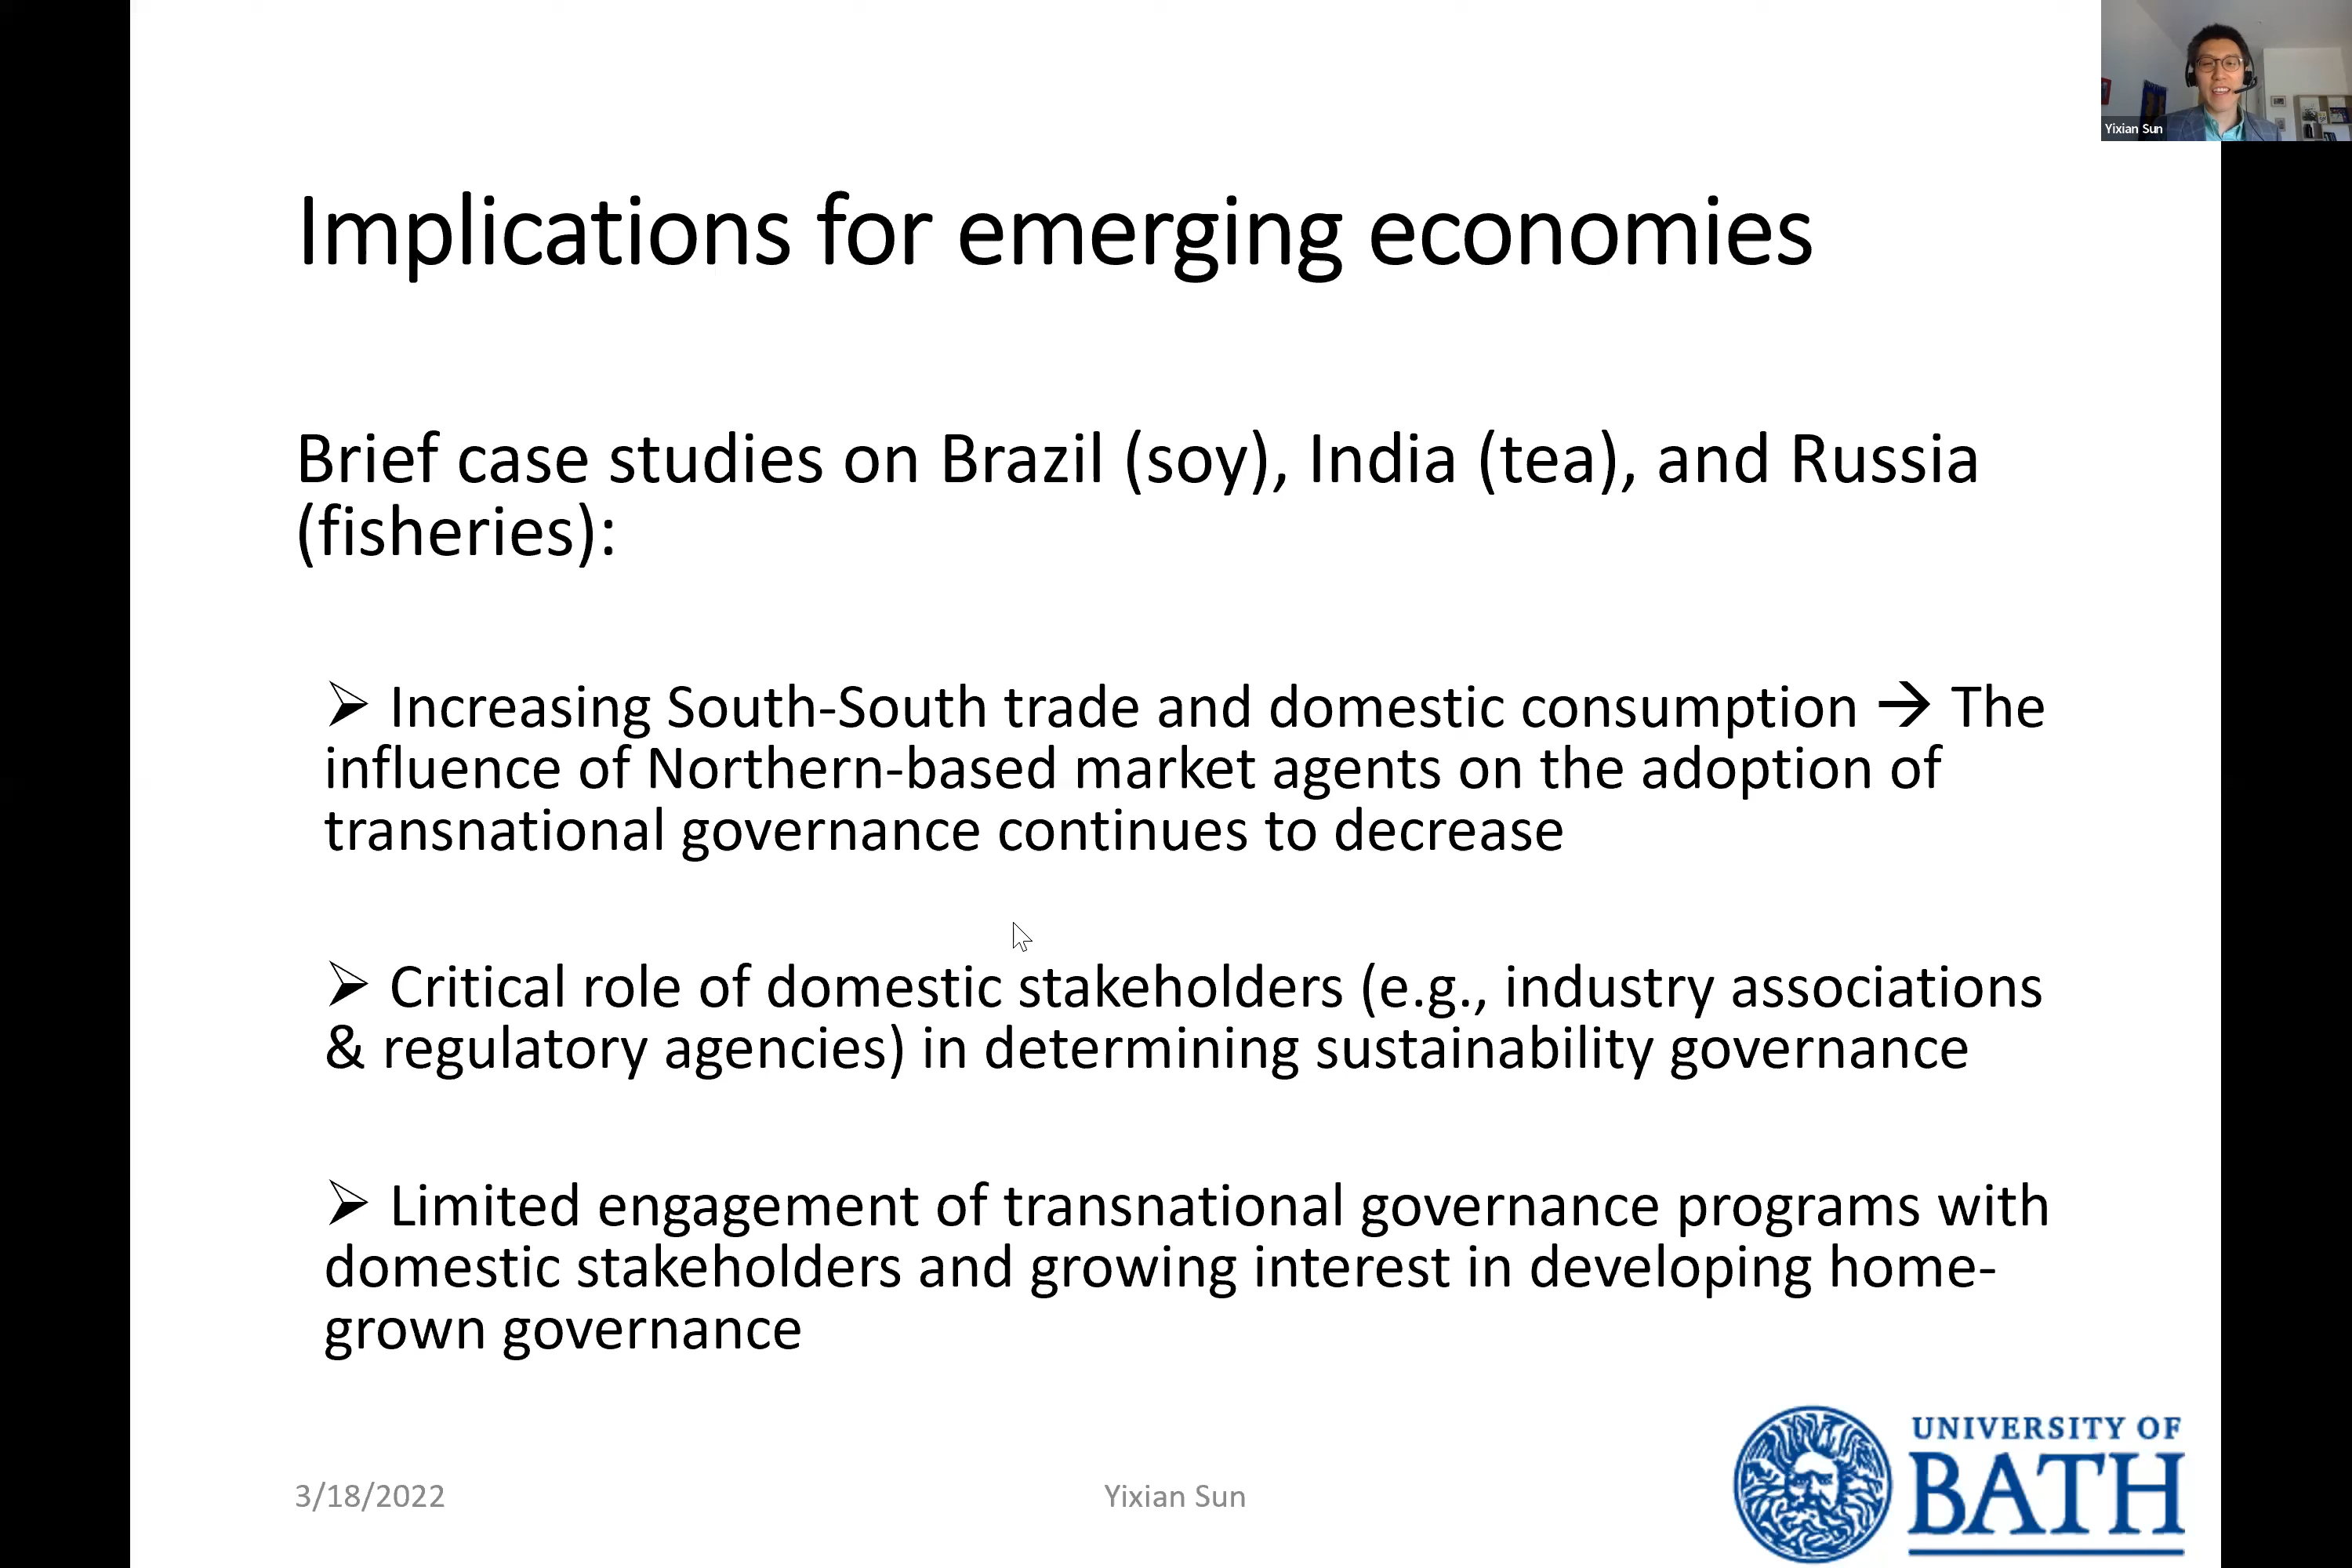 Yixian Sun
Implications for emerging economies
Brief case studies on Brazil (soy), India (tea), and Russia
(fisheries):
➢ Increasing South-South trade and domestic consumption → The
influence of Northern-based market agents on the adoption of
transnational governance continues to decrease
➢ Critical role of domestic stakeholders (e.g., industry associations
& regulatory agencies) in determining sustainability governance
➢ Limited engagement of transnational governance programs with
domestic stakeholders and growing interest in developing home-
grown governance
3/18/2022
Yixian Sun
UNIVERSITY OF
BATH